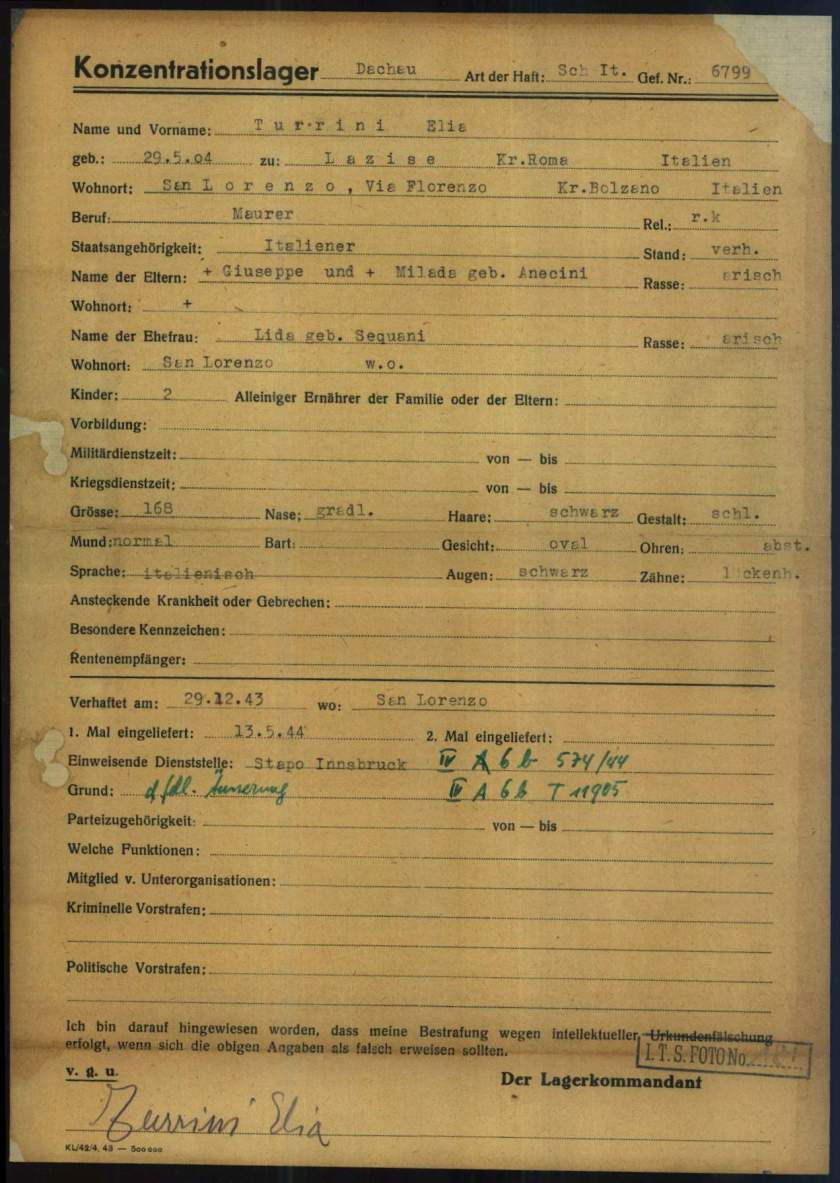 Konzentrationslager Dachau Art der Haft: Sch It. Gef. Nr.: 6799
Name und Vorname: Turrini Elia
geb.: 29.5.04 zu: Lazise Kr.Roma Italien
Wohnort: San Lorenzo, Via Florenzo Kr.Bolzano Italien
Beruf: Maurer Rel.: r.k
Staatsangehörigkeit: Italiener Stand: verh.
Name der Eltern: + Giuseppe und + Milada geb. Anecini Rasse: arisch
Wohnort: +
Name der Ehefrau: Lida geb. Sequani Rasse: arisch
Wohnort: San Lorenzo w.o.
Kinder: 2 Alleiniger Ernährer der Familie oder der Eltern:
Vorbildung:
Militärdienstzeit: von — bis
Kriegsdienstzeit: von — bis
Grösse: 168 Nase: gradl. Haare: schwarz Gestalt: schl.
Mund: normal Bart: Gesicht: oval Ohren: abst.
Sprache: italienisch Augen: schwarz Zähne: lückenh.
Ansteckende Krankheit oder Gebrechen:
Besondere Kennzeichen:
Rentenempfänger:
Verhaftet am: 29.12.43 wo: San Lorenzo
1. Mal eingeliefert: 13.5.44 2. Mal eingeliefert:
Einweisende Dienststelle: Stapo Innsbruck IV A 6 b 574/44
Grund: dfdl. Äusserung IV A 6 b T 11905
Parteizugehörigkeit: von — bis
Welche Funktionen:
Mitglied v. Unterorganisationen:
Kriminelle Vorstrafen:
Politische Vorstrafen:
Ich bin darauf hingewiesen worden, dass meine Bestrafung wegen intellektueller Urkundenfälschung
erfolgt, wenn sich die obigen Angaben als falsch erweisen sollten.
I.T.S. FOTO No.
v. g. u. Der Lagerkommandant
Turrini Elia
KL/42/4. 43 — 500 000